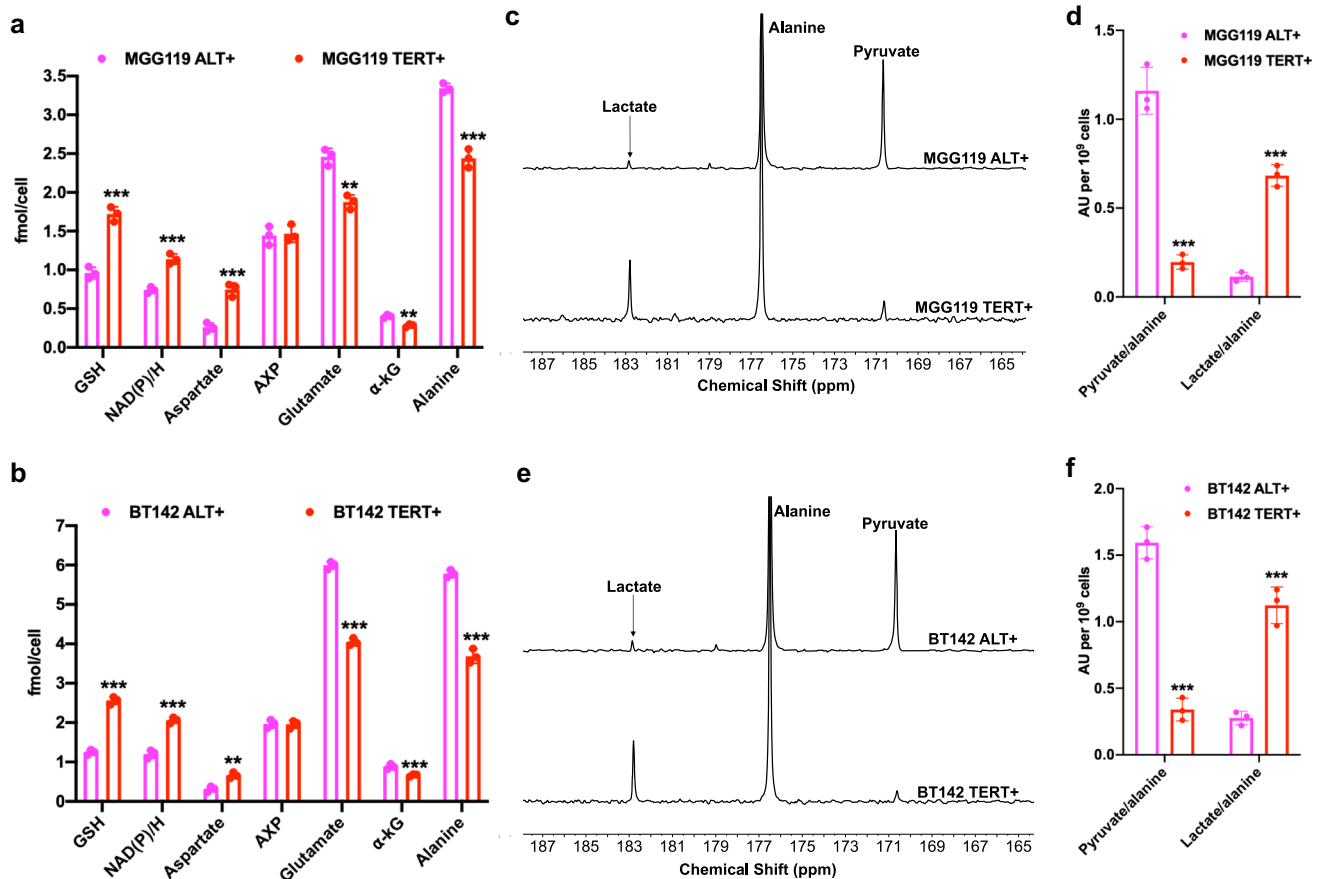 a
MGG119 ALT+ MGG119 TERT+
fmol/cell
3.5
3.0
2.5
2.0
1.5
1.0
0.5
0.0
*** *** *** ** ** ***
GSH NAD(P)/H Aspartate AXP Glutamate α-kG Alanine
c
Alanine
Pyruvate
Lactate
MGG119 ALT+
MGG119 TERT+
187 185 183 181 179 177 175 173 171 169 167 165
Chemical Shift (ppm)
d
MGG119 ALT+
MGG119 TERT+
AU per 10⁹ cells
1.5
1.0
0.5
0.0
*** ***
Pyruvate/alanine Lactate/alanine
b
BT142 ALT+ BT142 TERT+
fmol/cell
7
6
5
4
3
2
1
0
*** *** ** *** *** ***
GSH NAD(P)/H Aspartate AXP Glutamate α-kG Alanine
e
Alanine
Pyruvate
Lactate
BT142 ALT+
BT142 TERT+
187 185 183 181 179 177 175 173 171 169 167 165
Chemical Shift (ppm)
f
BT142 ALT+
BT142 TERT+
AU per 10⁹ cells
2.0
1.5
1.0
0.5
0.0
*** ***
Pyruvate/alanine Lactate/alanine